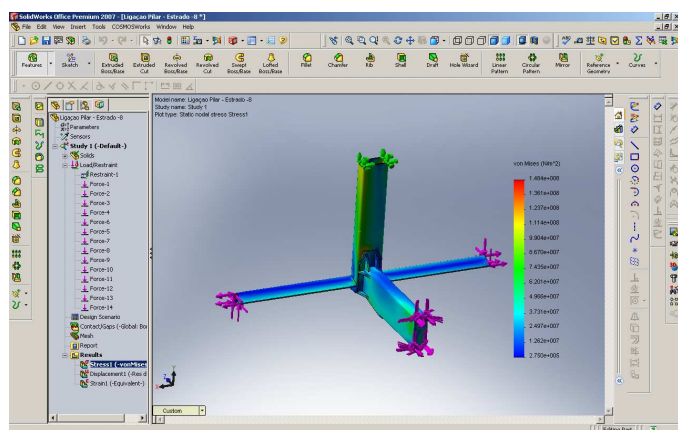 SolidWorks Office Premium 2007 - [Ligaçao Pilar - Estrado -8 *]
File Edit View Insert Tools COSMOSWorks Window Help
Features Sketch Extruded Boss/Base Extruded Cut Revolved Boss/Base Revolved Cut Swept Boss/Base Lofted Boss/Base Fillet Chamfer Rib Shell Draft Hole Wizard Linear Pattern Circular Pattern Mirror Reference Geometry Curves
Model name: Ligaçao Pilar - Estrado -8
Study name: Study 1
Plot type: Static nodal stress Stress1
Ligaçao Pilar - Estrado -8
Parameters
Sensors
Study 1 (-Default-)
Solids
Load/Restraint
Restraint-1
Force-1
Force-2
Force-3
Force-4
Force-6
Force-5
Force-7
Force-8
Force-9
Force-10
Force-11
Force-12
Force-13
Force-14
Design Scenario
Contact/Gaps (-Global: Bo
Mesh
Report
Results
Stress1 (-vonMises
Displacement1 (-Res d
Strain1 (-Equivalent-)
von Mises (N/m^2)
1.484e+008
1.361e+008
1.237e+008
1.114e+008
9.904e+007
8.670e+007
7.435e+007
6.201e+007
4.966e+007
3.731e+007
2.497e+007
1.262e+007
2.750e+005
Custom
Editing Part